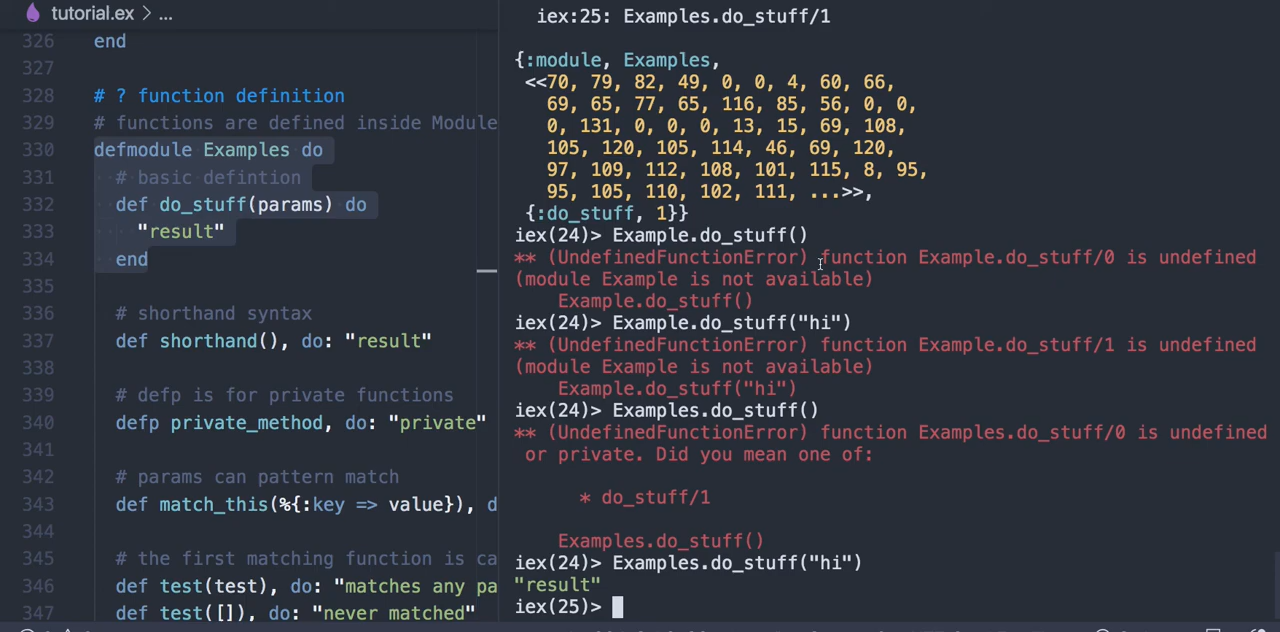 tutorial.ex > ...
326 end
327
328 # ? function definition
329 # functions are defined inside Module
330 defmodule Examples do
331 # basic defintion
332 def do_stuff(params) do
333 "result"
334 end
335
336 # shorthand syntax
337 def shorthand(), do: "result"
338
339 # defp is for private functions
340 defp private_method, do: "private"
341
342 # params can pattern match
343 def match_this(%{:key => value}), d
344
345 # the first matching function is ca
346 def test(test), do: "matches any pa
347 def test([]), do: "never matched"
iex:25: Examples.do_stuff/1
{:module, Examples,
<<70, 79, 82, 49, 0, 0, 4, 60, 66,
69, 65, 77, 65, 116, 85, 56, 0, 0,
0, 131, 0, 0, 0, 13, 15, 69, 108,
105, 120, 105, 114, 46, 69, 120,
97, 109, 112, 108, 101, 115, 8, 95,
95, 105, 110, 102, 111, ...>>,
{:do_stuff, 1}}
iex(24)> Example.do_stuff()
** (UndefinedFunctionError) function Example.do_stuff/0 is undefined
(module Example is not available)
Example.do_stuff()
iex(24)> Example.do_stuff("hi")
** (UndefinedFunctionError) function Example.do_stuff/1 is undefined
(module Example is not available)
Example.do_stuff("hi")
iex(24)> Examples.do_stuff()
** (UndefinedFunctionError) function Examples.do_stuff/0 is undefined
or private. Did you mean one of:
* do_stuff/1
Examples.do_stuff()
iex(24)> Examples.do_stuff("hi")
"result"
iex(25)>